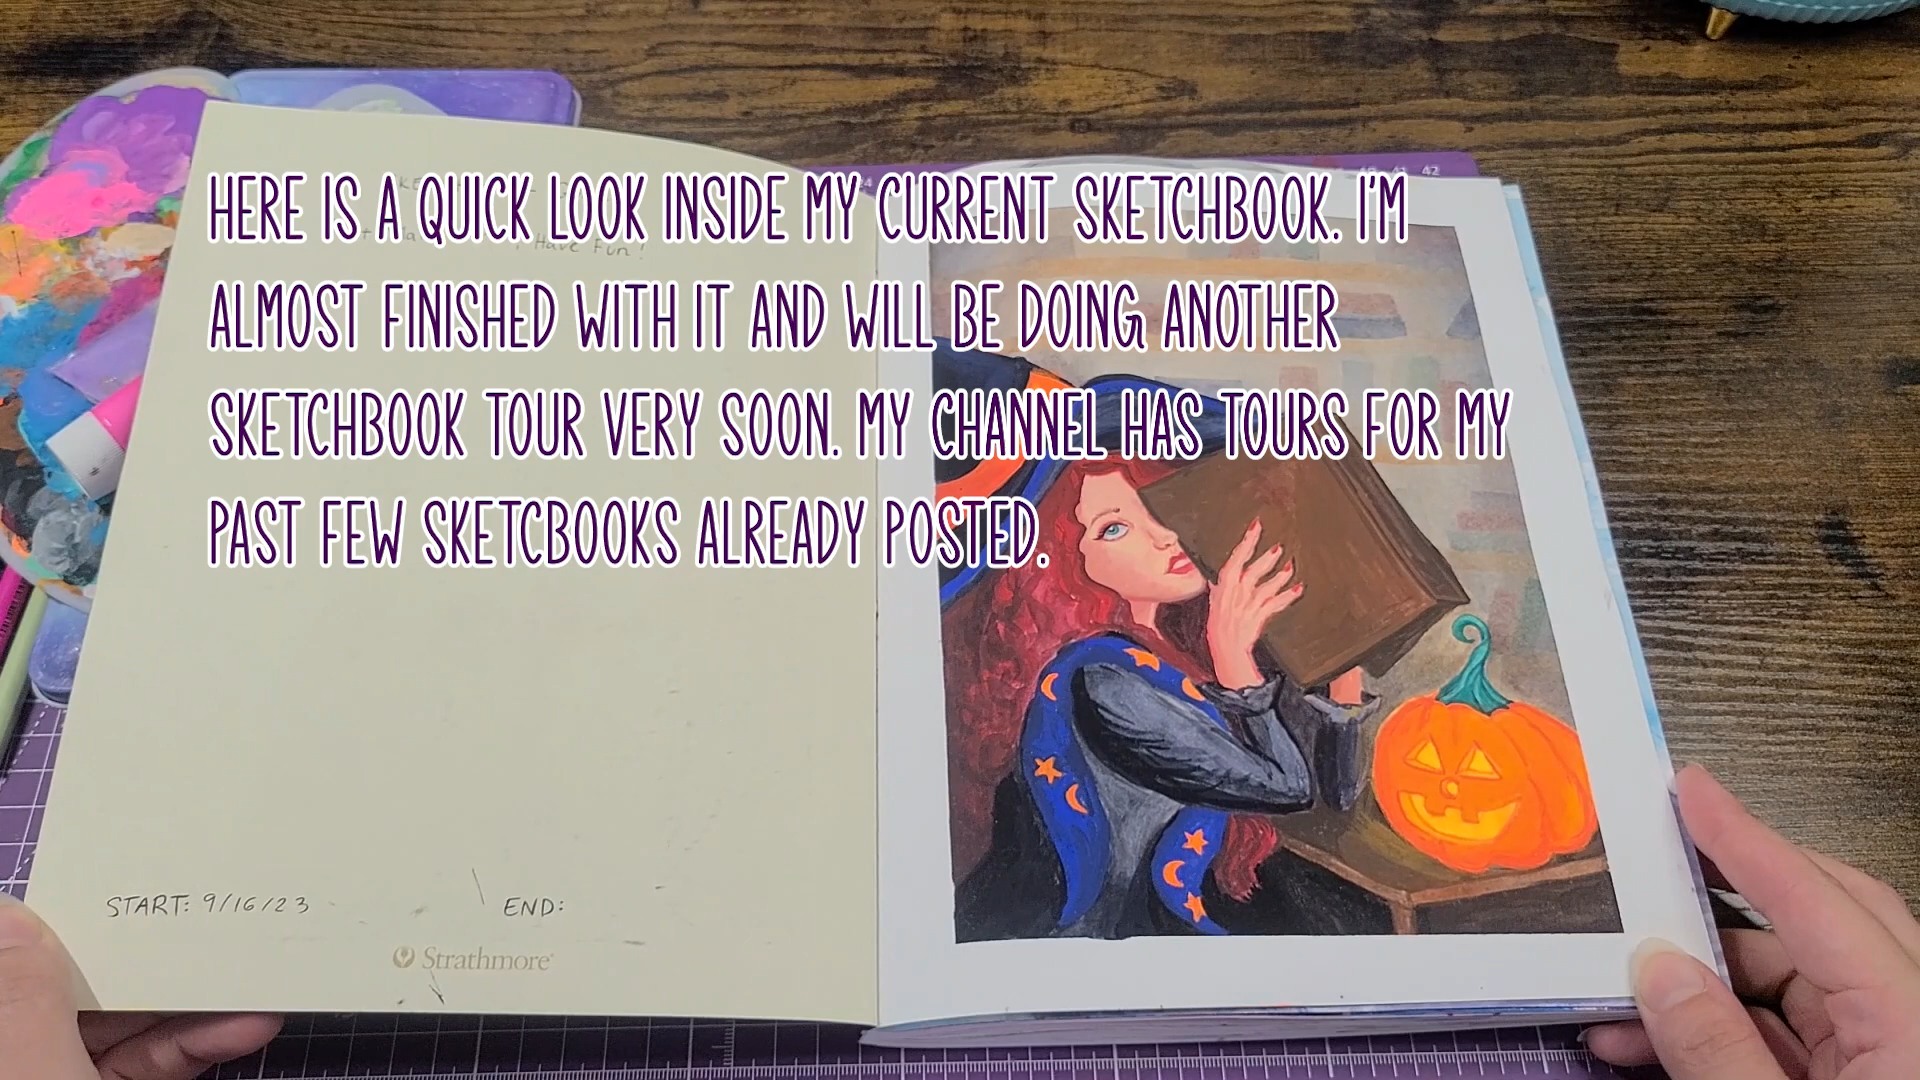 42
HERE IS A QUICK LOOK INSIDE MY CURRENT SKETCHBOOK. I'M
Have Fun!
ALMOST FINISHED WITH IT AND WILL BE DOING ANOTHER
SKETCHBOOK TOUR VERY SOON. MY CHANNEL HAS TOURS FOR MY
PAST FEW SKETCBOOKS ALREADY POSTED.
START: 9/16/23 END:
Strathmore